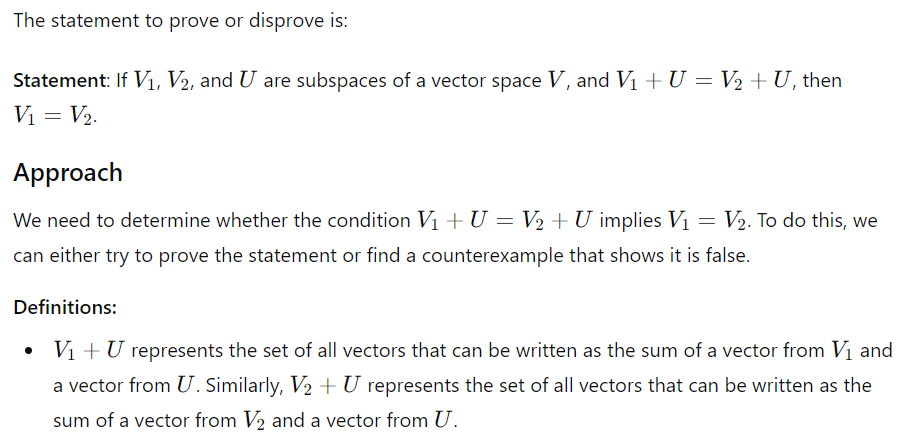 The statement to prove or disprove is:
Statement: If V₁, V₂, and U are subspaces of a vector space V, and V₁ + U = V₂ + U, then
V₁ = V₂.
Approach
We need to determine whether the condition V₁ + U = V₂ + U implies V₁ = V₂. To do this, we
can either try to prove the statement or find a counterexample that shows it is false.
Definitions:
• V₁ + U represents the set of all vectors that can be written as the sum of a vector from V₁ and
a vector from U. Similarly, V₂ + U represents the set of all vectors that can be written as the
sum of a vector from V₂ and a vector from U.